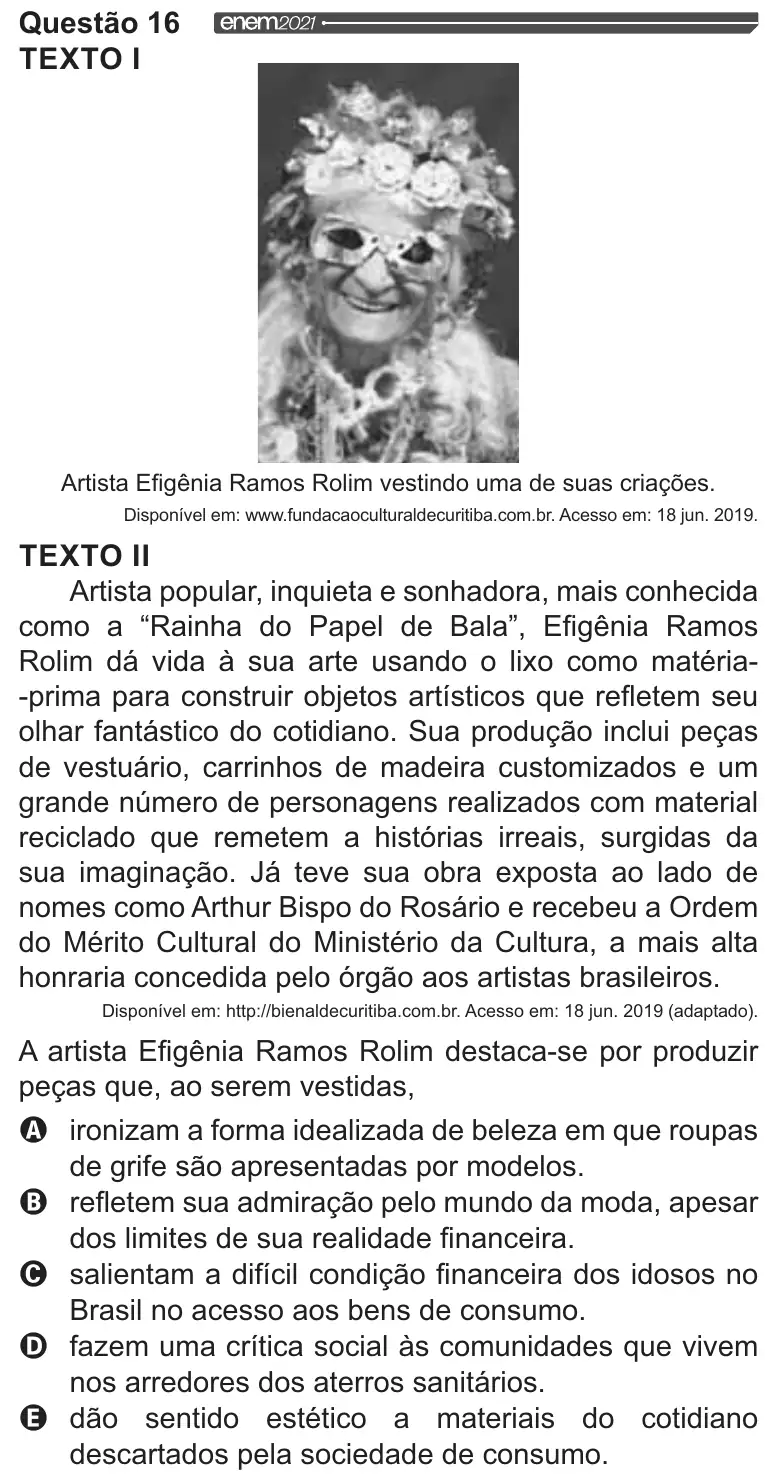 Questão 16 enem2021
TEXTO I
Artista Efigênia Ramos Rolim vestindo uma de suas criações.
Disponível em: www.fundacaoculturaldecuritiba.com.br. Acesso em: 18 jun. 2019.
TEXTO II
Artista popular, inquieta e sonhadora, mais conhecida
como a “Rainha do Papel de Bala”, Efigênia Ramos
Rolim dá vida à sua arte usando o lixo como matéria-
-prima para construir objetos artísticos que refletem seu
olhar fantástico do cotidiano. Sua produção inclui peças
de vestuário, carrinhos de madeira customizados e um
grande número de personagens realizados com material
reciclado que remetem a histórias irreais, surgidas da
sua imaginação. Já teve sua obra exposta ao lado de
nomes como Arthur Bispo do Rosário e recebeu a Ordem
do Mérito Cultural do Ministério da Cultura, a mais alta
honraria concedida pelo órgão aos artistas brasileiros.
Disponível em: http://bienaldecuritiba.com.br. Acesso em: 18 jun. 2019 (adaptado).
A artista Efigênia Ramos Rolim destaca-se por produzir
peças que, ao serem vestidas,
A ironizam a forma idealizada de beleza em que roupas
de grife são apresentadas por modelos.
B refletem sua admiração pelo mundo da moda, apesar
dos limites de sua realidade financeira.
C salientam a difícil condição financeira dos idosos no
Brasil no acesso aos bens de consumo.
D fazem uma crítica social às comunidades que vivem
nos arredores dos aterros sanitários.
E dão sentido estético a materiais do cotidiano
descartados pela sociedade de consumo.